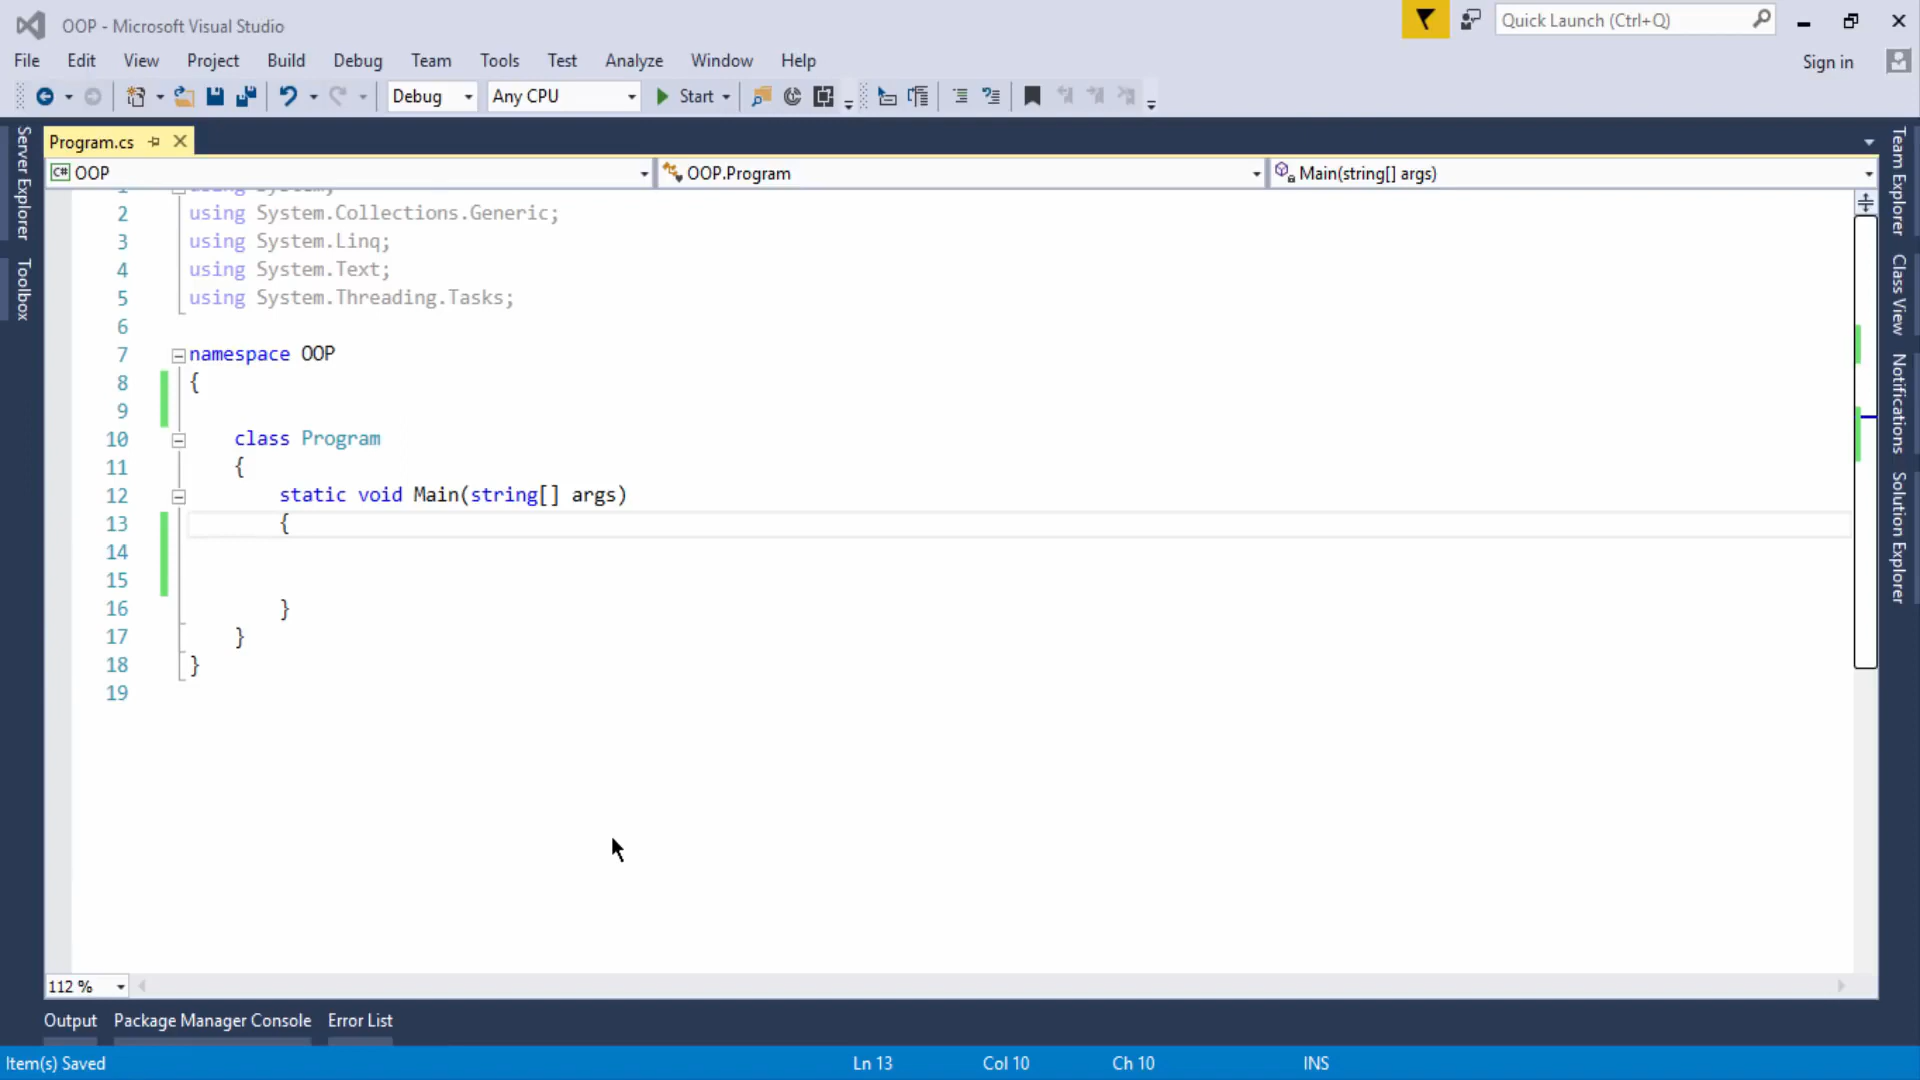 OOP - Microsoft Visual Studio
Quick Launch (Ctrl+Q)
File Edit View Project Build Debug Team Tools Test Analyze Window Help
Sign in
Debug Any CPU Start
Program.cs
C# OOP OOP.Program Main(string[] args)
1 using System;
2 using System.Collections.Generic;
3 using System.Linq;
4 using System.Text;
5 using System.Threading.Tasks;
6
7 namespace OOP
8 {
9
10 class Program
11 {
12 static void Main(string[] args)
13 {
14
15
16 }
17 }
18 }
19
Server Explorer
Toolbox
Team Explorer
Class View
Notifications
Solution Explorer
112 %
Output Package Manager Console Error List
Item(s) Saved Ln 13 Col 10 Ch 10 INS